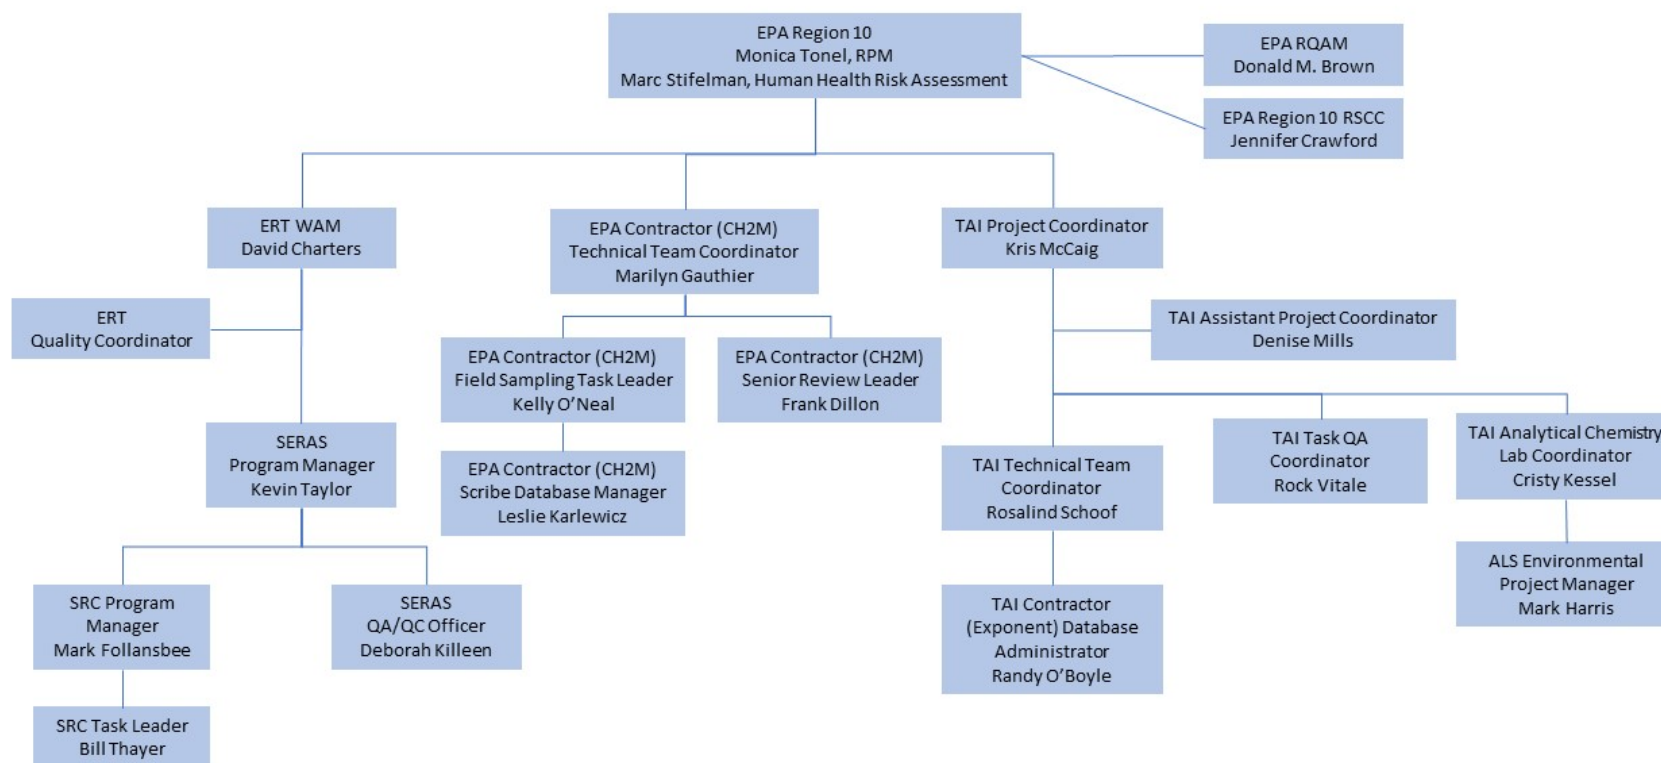 EPA Region 10
Monica Tonel, RPM
Marc Stifelman, Human Health Risk Assessment
EPA RQAM
Donald M. Brown
EPA Region 10 RSCC
Jennifer Crawford
ERT WAM
David Charters
EPA Contractor (CH2M)
Technical Team Coordinator
Marilyn Gauthier
TAI Project Coordinator
Kris McCaig
ERT
Quality Coordinator
TAI Assistant Project Coordinator
Denise Mills
EPA Contractor (CH2M)
Field Sampling Task Leader
Kelly O’Neal
EPA Contractor (CH2M)
Senior Review Leader
Frank Dillon
SERAS
Program Manager
Kevin Taylor
EPA Contractor (CH2M)
Scribe Database Manager
Leslie Karlewicz
TAI Technical Team
Coordinator
Rosalind Schoof
TAI Task QA
Coordinator
Rock Vitale
TAI Analytical Chemistry
Lab Coordinator
Cristy Kessel
SRC Program
Manager
Mark Follansbee
SERAS
QA/QC Officer
Deborah Killeen
TAI Contractor
(Exponent) Database
Administrator
Randy O’Boyle
ALS Environmental
Project Manager
Mark Harris
SRC Task Leader
Bill Thayer